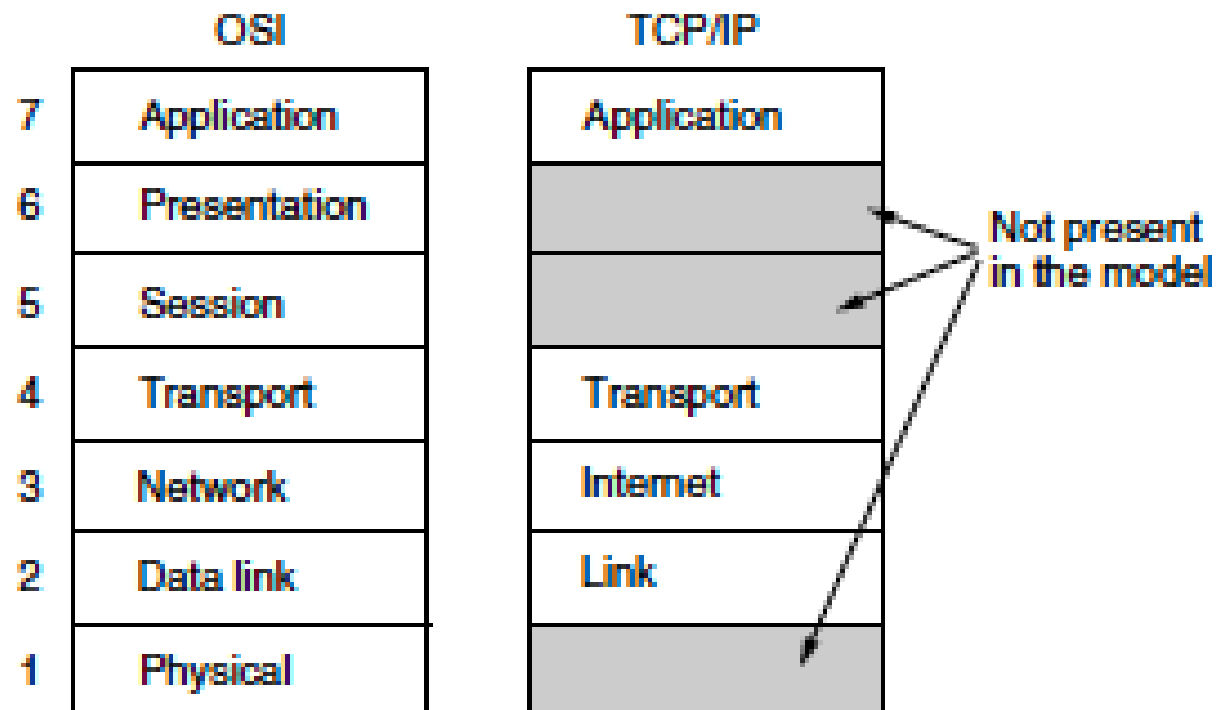 OSI TCP/IP
7 Application Application
6 Presentation
Not present
in the model
5 Session
4 Transport Transport
3 Network Internet
2 Data link Link
1 Physical